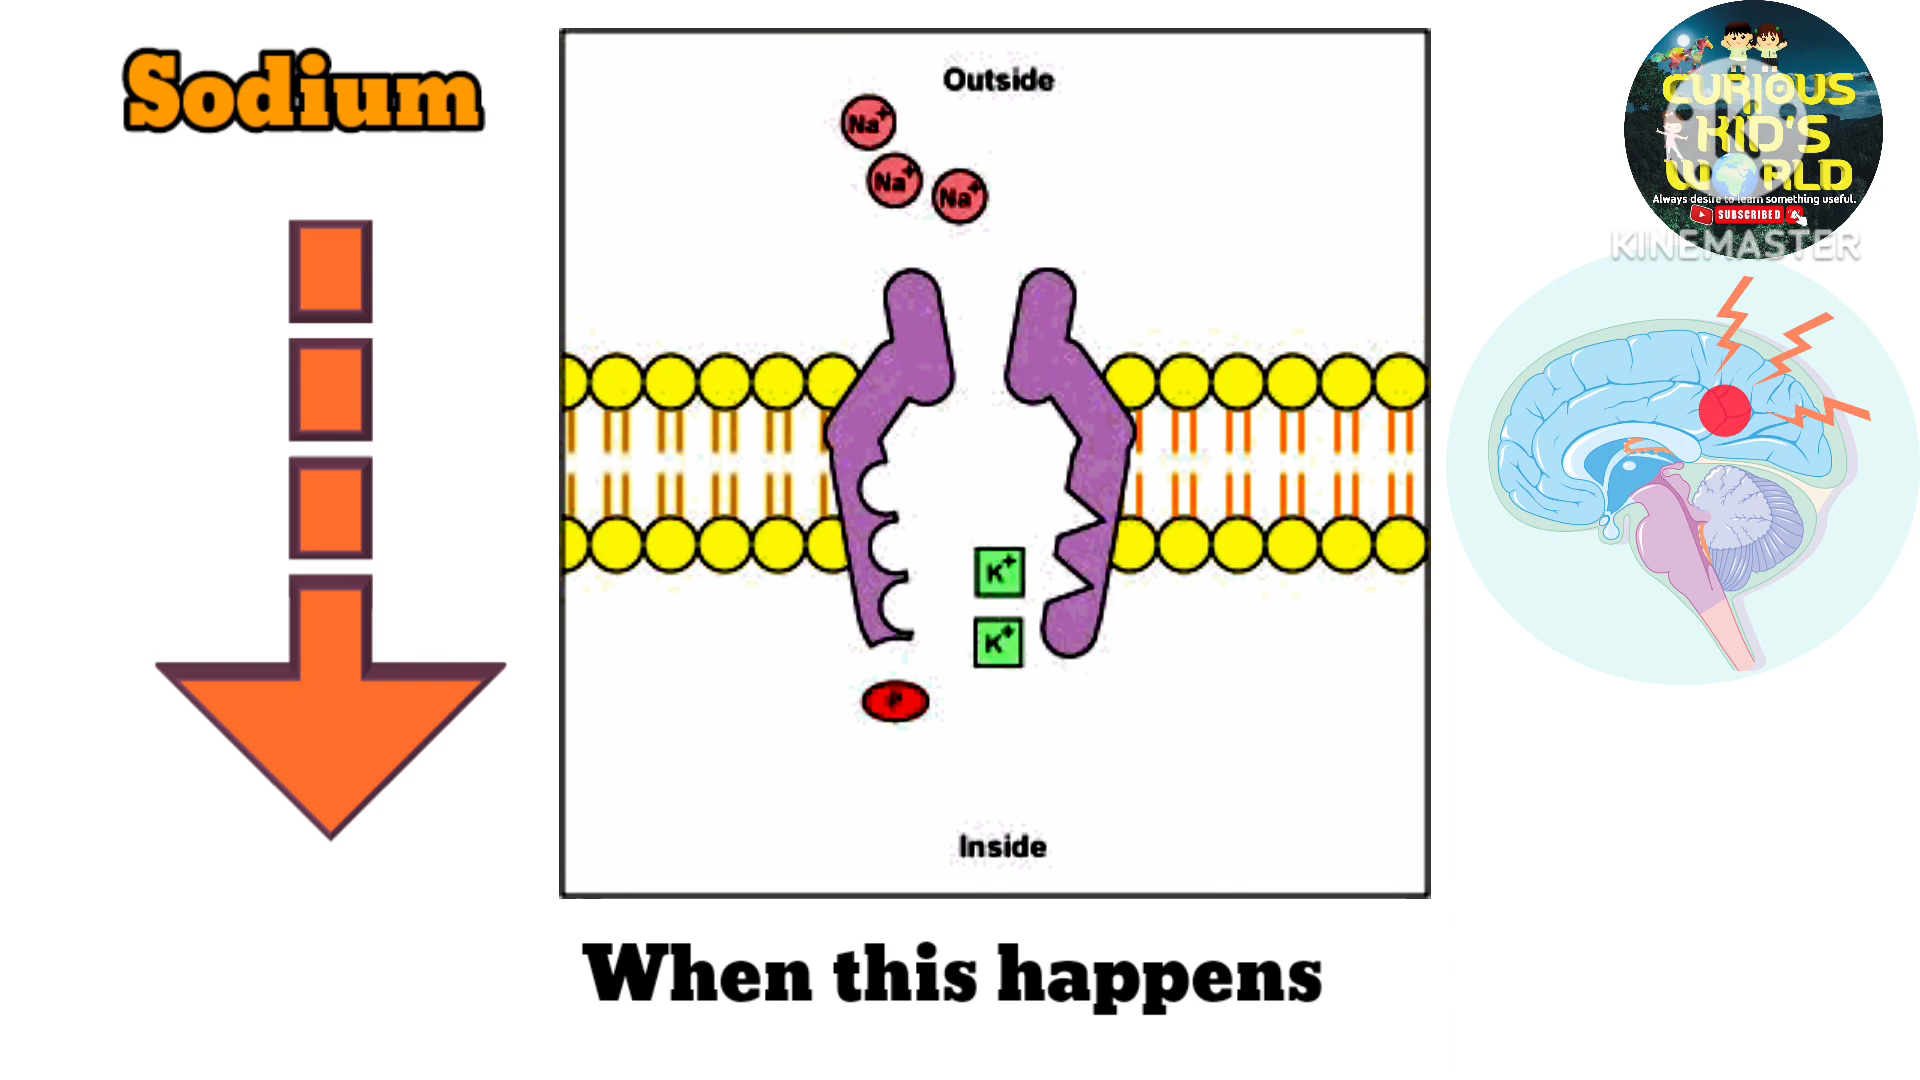 Sodium
Outside
Na+
Na+
Na+
K+
K+
P
Inside
When this happens
CURIOUS
KID'S
WORLD
Always desire to learn something useful.
SUBSCRIBED
KINEMASTER